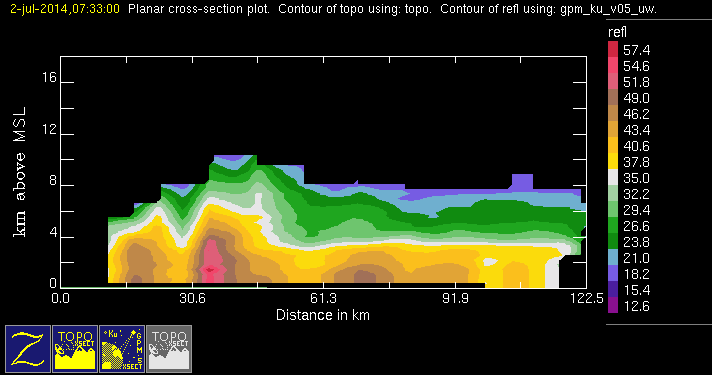 2-jul-2014,07:33:00 Planar cross-section plot. Contour of topo using: topo. Contour of refl using: gpm_ku_v05_uw.
refl
57.4
54.6
51.8
49.0
46.2
43.4
40.6
37.8
35.0
32.2
29.4
26.6
23.8
21.0
18.2
15.4
12.6
km above MSL
16
12
8
4
0
0.0 30.6 61.3 91.9 122.5
Distance in km
Z
TOPO XSECT
"Ku" GPM'S XSECT
TOPO XSECT